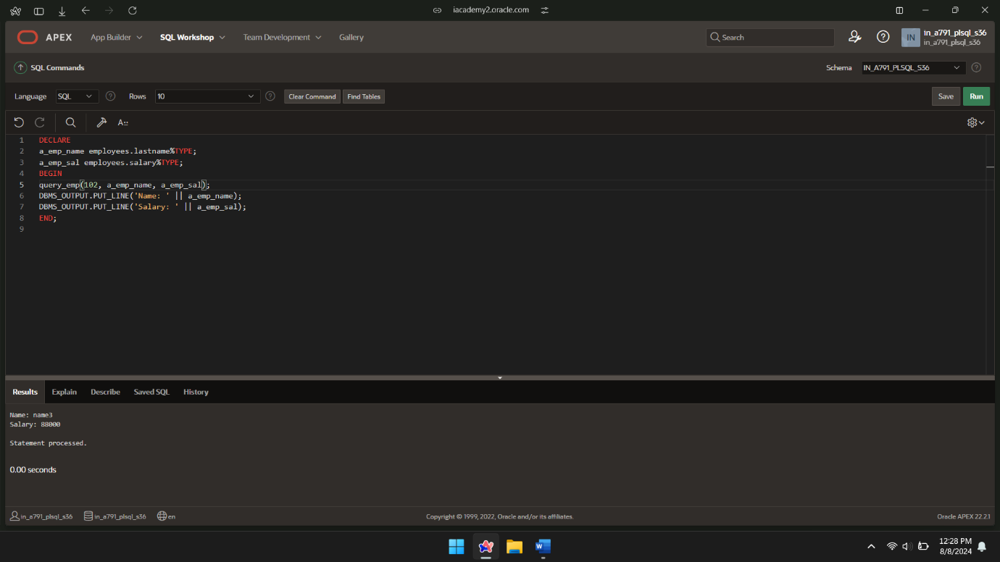 iacademy2.oracle.com
APEX App Builder SQL Workshop Team Development Gallery Search IN in_a791_plsql_s36
in_a791_plsql_s36
SQL Commands Schema IN_A791_PLSQL_S36
Language SQL Rows 10 Clear Command Find Tables Save Run
A::
1 DECLARE
2 a_emp_name employees.lastname%TYPE;
3 a_emp_sal employees.salary%TYPE;
4 BEGIN
5 query_emp(102, a_emp_name, a_emp_sal);
6 DBMS_OUTPUT.PUT_LINE('Name: ' || a_emp_name);
7 DBMS_OUTPUT.PUT_LINE('Salary: ' || a_emp_sal);
8 END;
9
Results Explain Describe Saved SQL History
Name: name3
Salary: 88000
Statement processed.
0.00 seconds
in_a791_plsql_s36 in_a791_plsql_s36 en Copyright © 1999, 2022, Oracle and/or its affiliates. Oracle APEX 22.2.1
W 12:28 PM
8/8/2024